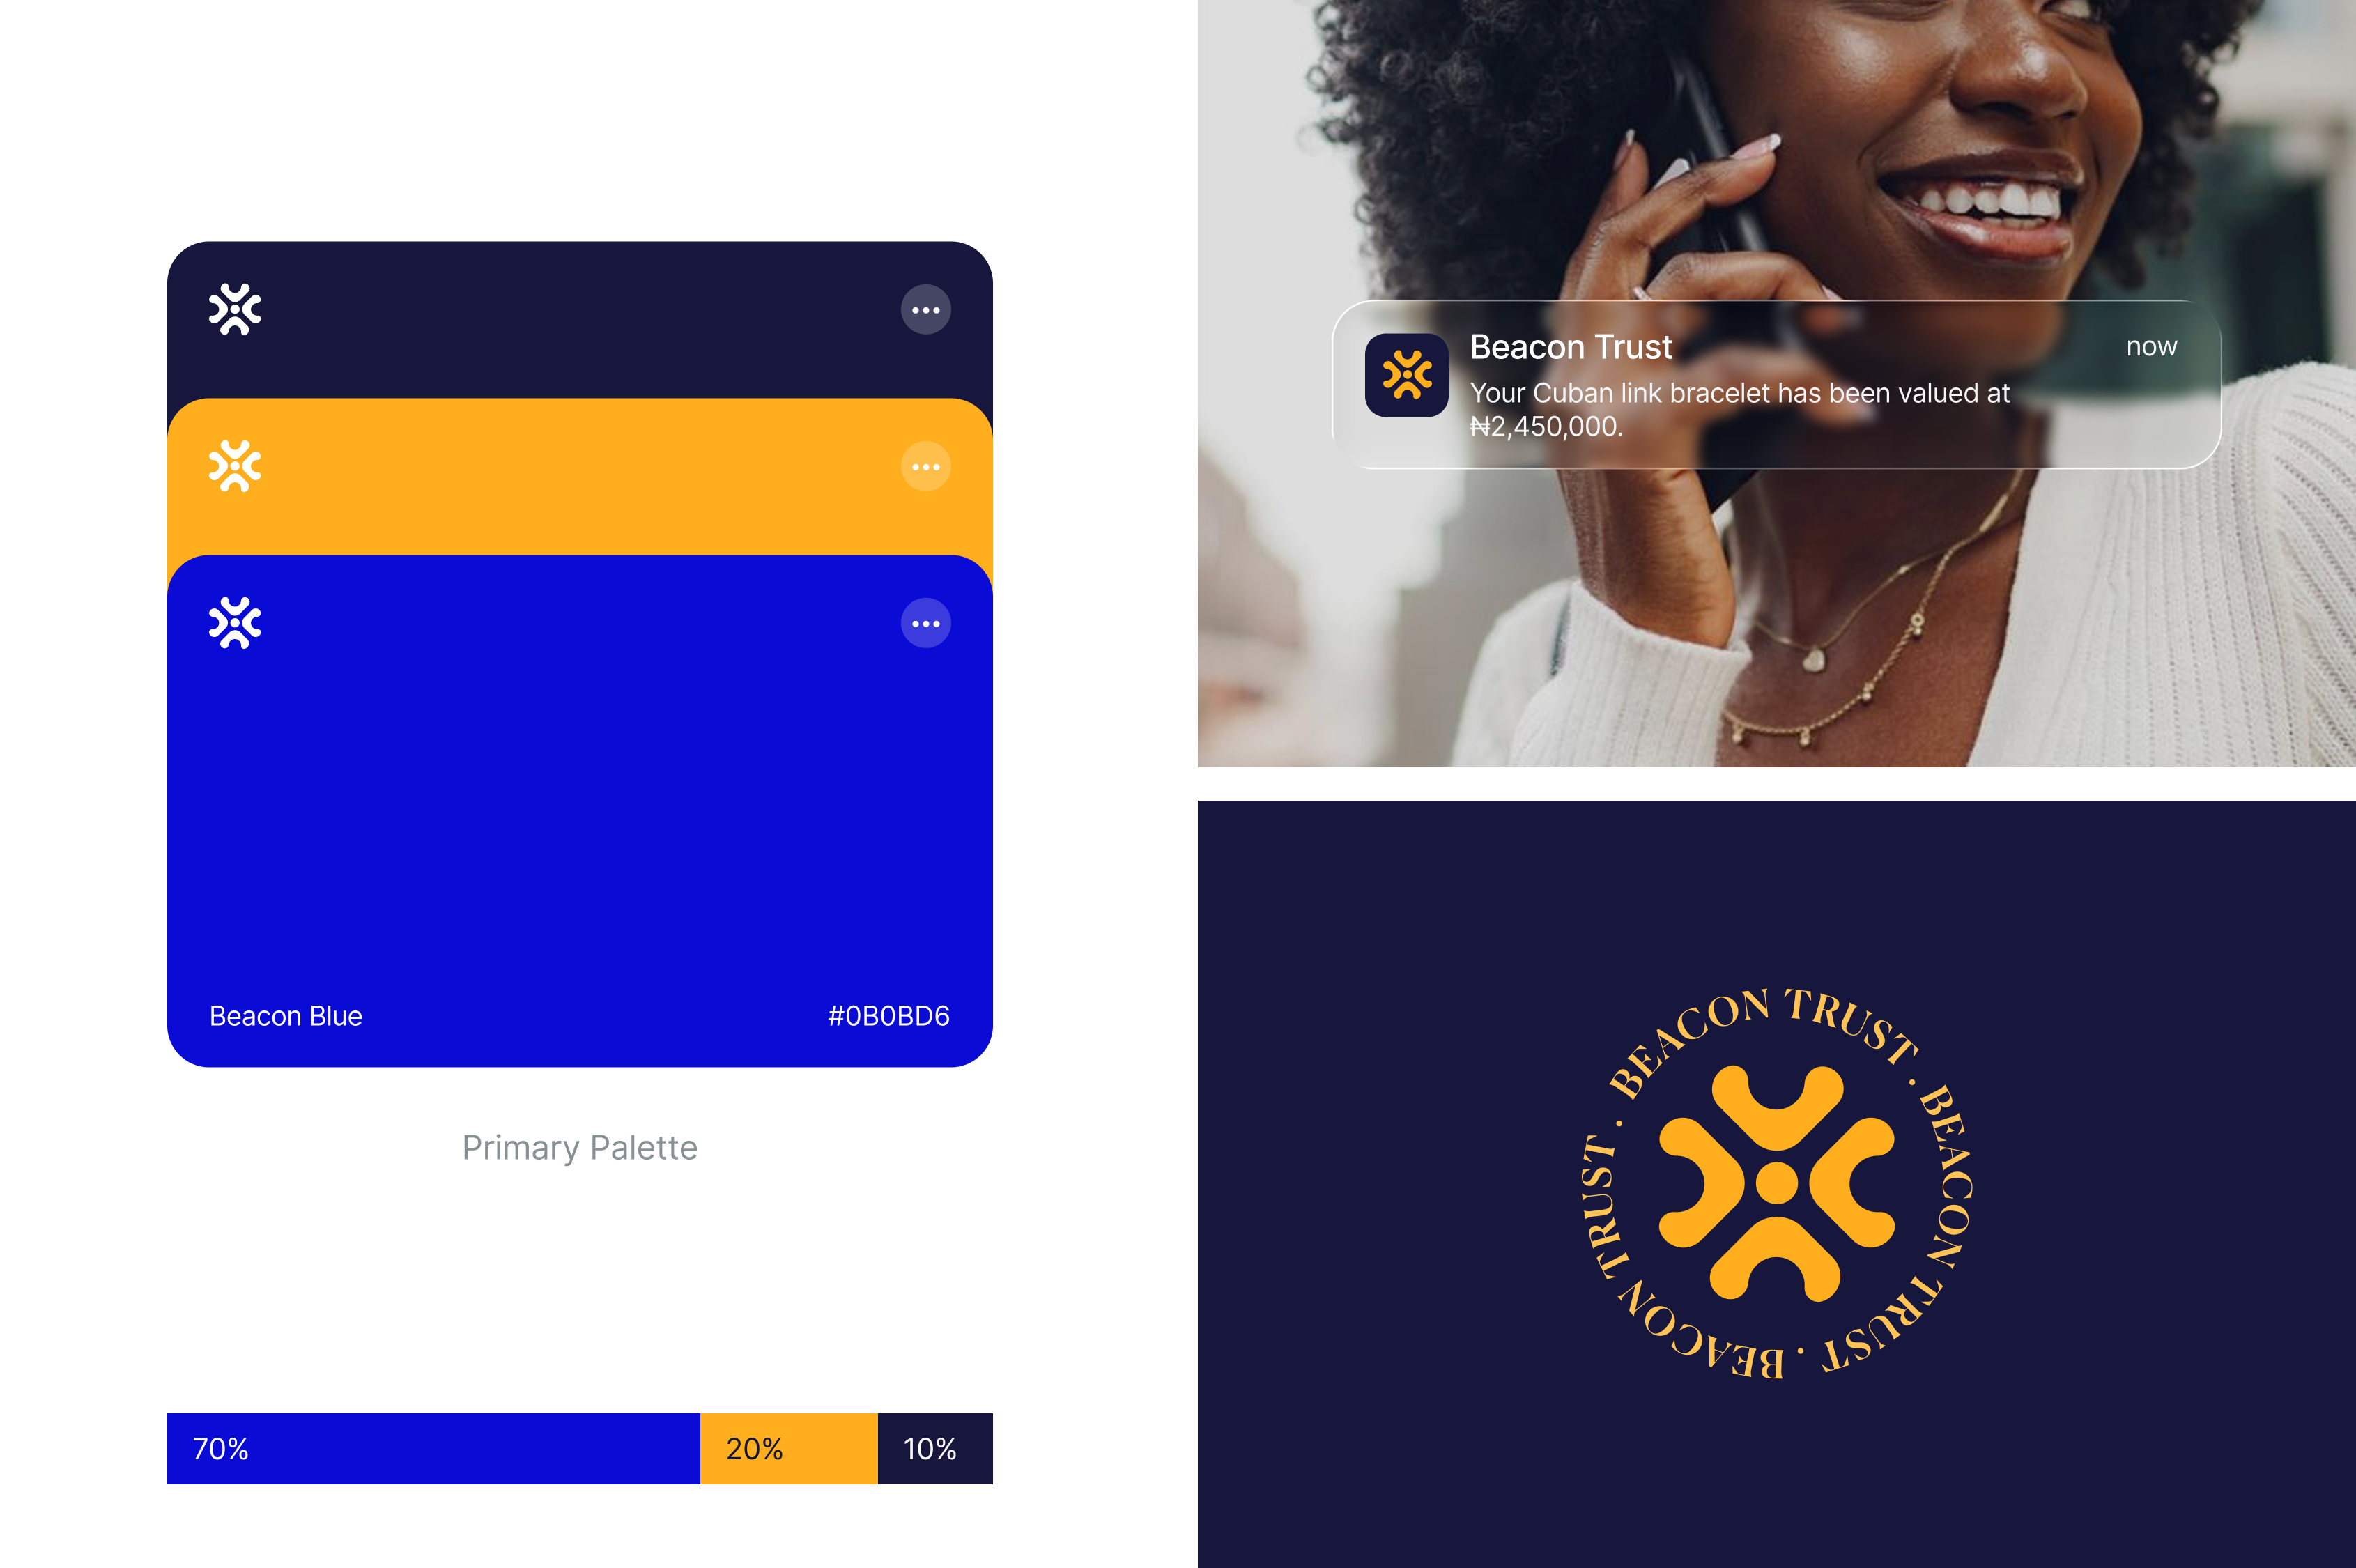 Beacon Blue
#0B0BD6
Primary Palette
70%
20%
10%
Beacon Trust
now
Your Cuban link bracelet has been valued at
₦2,450,000.
BEACON TRUST . BEACON TRUST . BEACON TRUST .